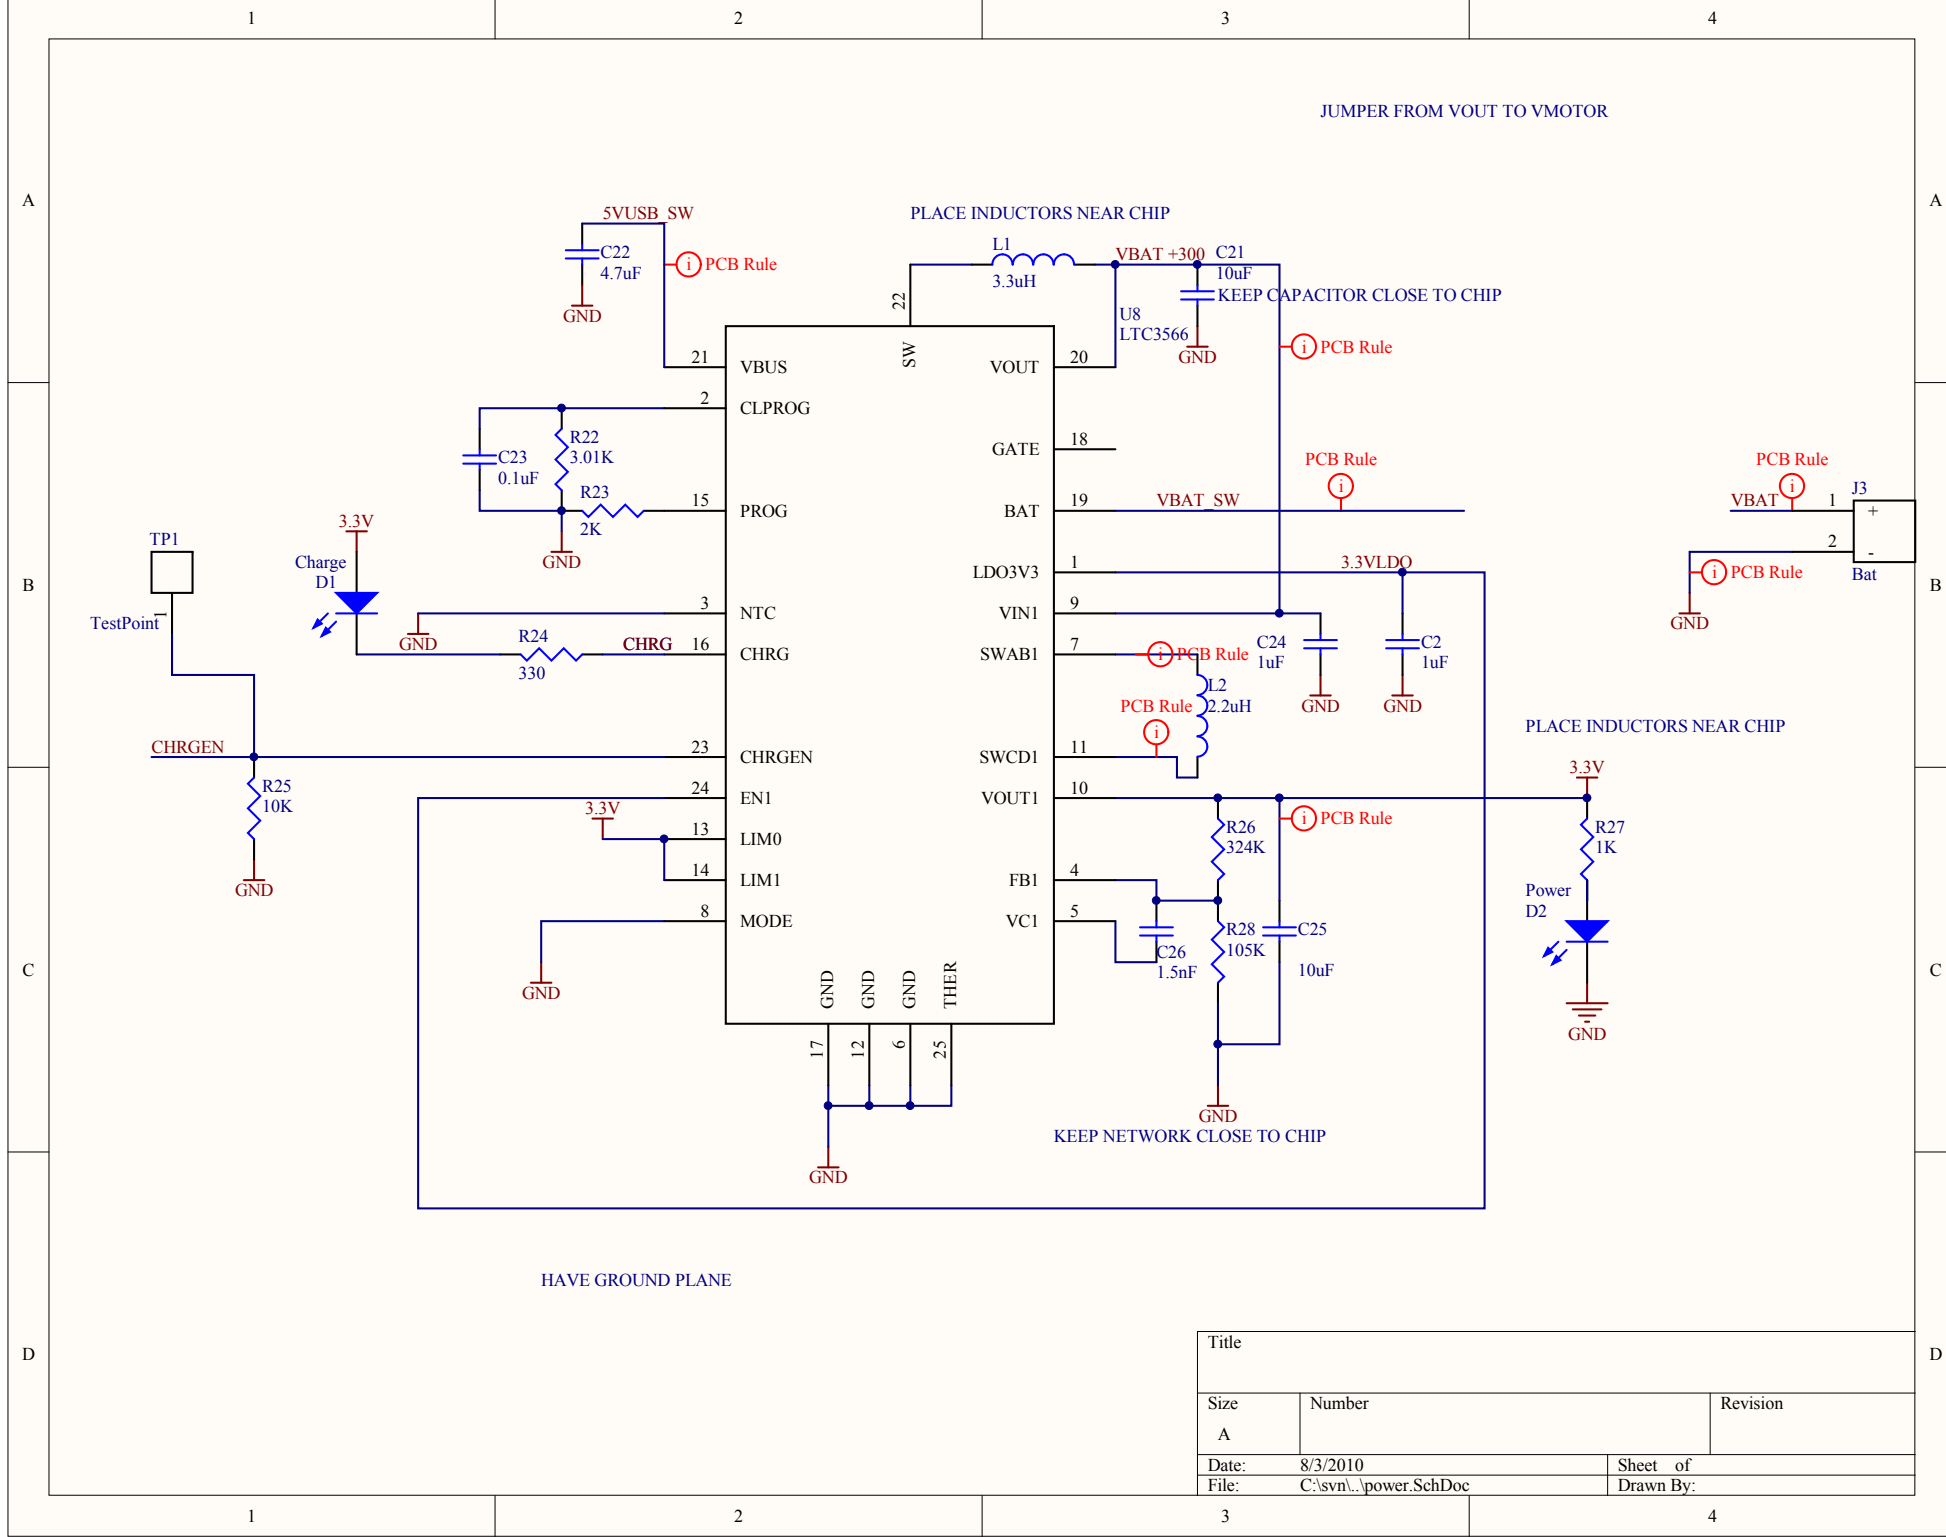 1 2 3 4
JUMPER FROM VOUT TO VMOTOR
A A
5VUSB_SW
PLACE INDUCTORS NEAR CHIP
C22
4.7uF
GND
i PCB Rule
L1
3.3uH
VBAT +300
C21
10uF
KEEP CAPACITOR CLOSE TO CHIP
GND
i PCB Rule
U8
LTC3566
22
SW
21 VBUS
2 CLPROG
15 PROG
3 NTC
16 CHRG
23 CHRGEN
24 EN1
13 LIM0
14 LIM1
8 MODE
VOUT 20
GATE 18
BAT 19
LDO3V3 1
VIN1 9
SWAB1 7
SWCD1 11
VOUT1 10
FB1 4
VC1 5
GND GND GND THER
17 12 6 25
GND
C23
0.1uF
R22
3.01K
R23
2K
GND
3.3V
Charge
D1
TP1
TestPoint
1
B B
GND
R24
330
CHRG
CHRGEN
R25
10K
GND
3.3V
GND
VBAT_SW
PCB Rule
i
PCB Rule
i
VBAT
J3
1 +
2 -
Bat
i PCB Rule
GND
3.3VLDO
C24
1uF
GND
C2
1uF
GND
i PCB Rule
L2
2.2uH
PCB Rule
i
PLACE INDUCTORS NEAR CHIP
3.3V
R27
1K
Power
D2
GND
i PCB Rule
R26
324K
R28
105K
C25
10uF
C26
1.5nF
GND
KEEP NETWORK CLOSE TO CHIP
C C
HAVE GROUND PLANE
D D
Title
Size Number Revision
A
Date: 8/3/2010 Sheet of
File: C:\svn\..\power.SchDoc Drawn By:
1 2 3 4